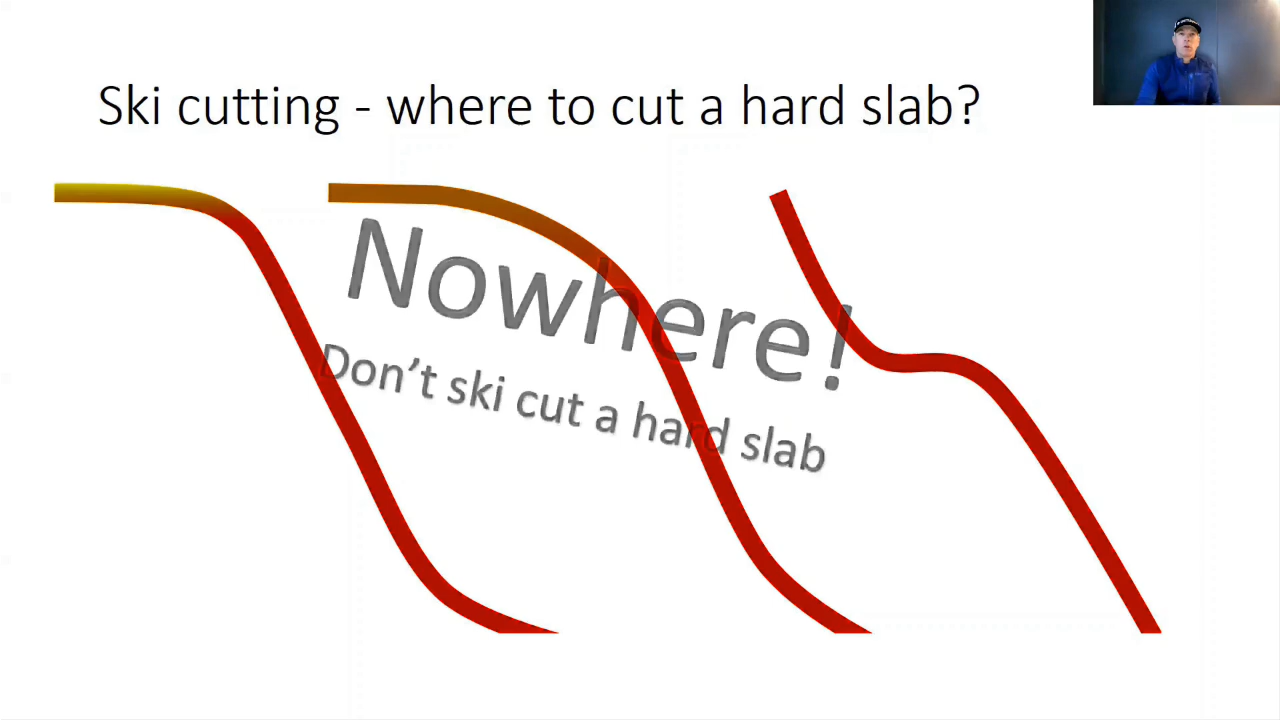 Ski cutting - where to cut a hard slab?
Nowhere!
Don't ski cut a hard slab